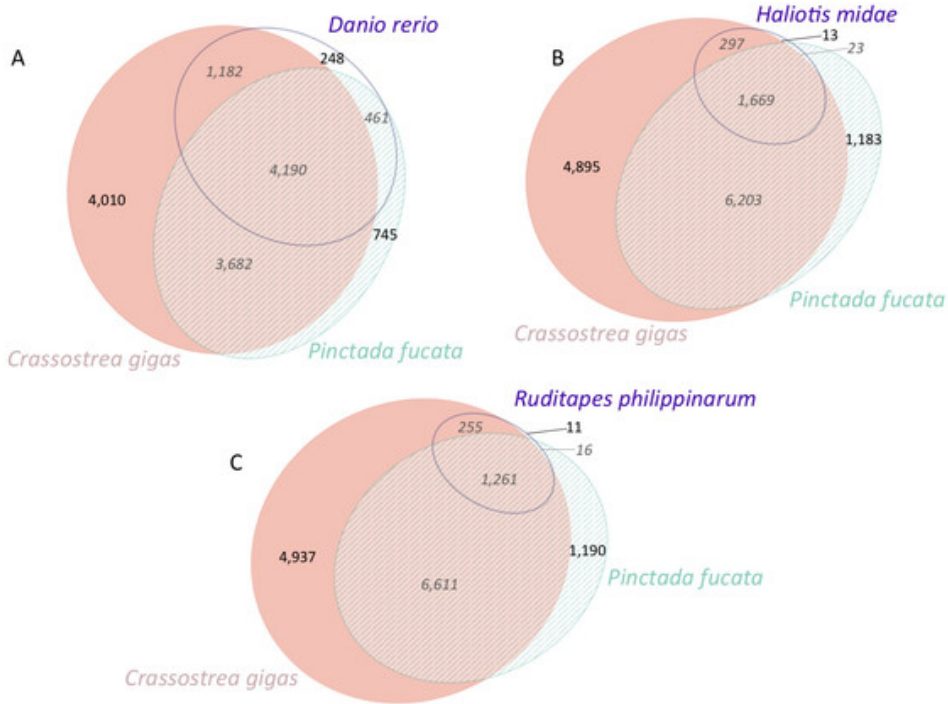 A
Danio rerio
248
1,182
461
4,190
4,010
745
3,682
Crassostrea gigas
Pinctada fucata
B
Haliotis midae
13
297
23
1,669
1,183
4,895
6,203
Pinctada fucata
Crassostrea gigas
C
Ruditapes philippinarum
255
11
16
1,261
4,937
1,190
6,611
Pinctada fucata
Crassostrea gigas